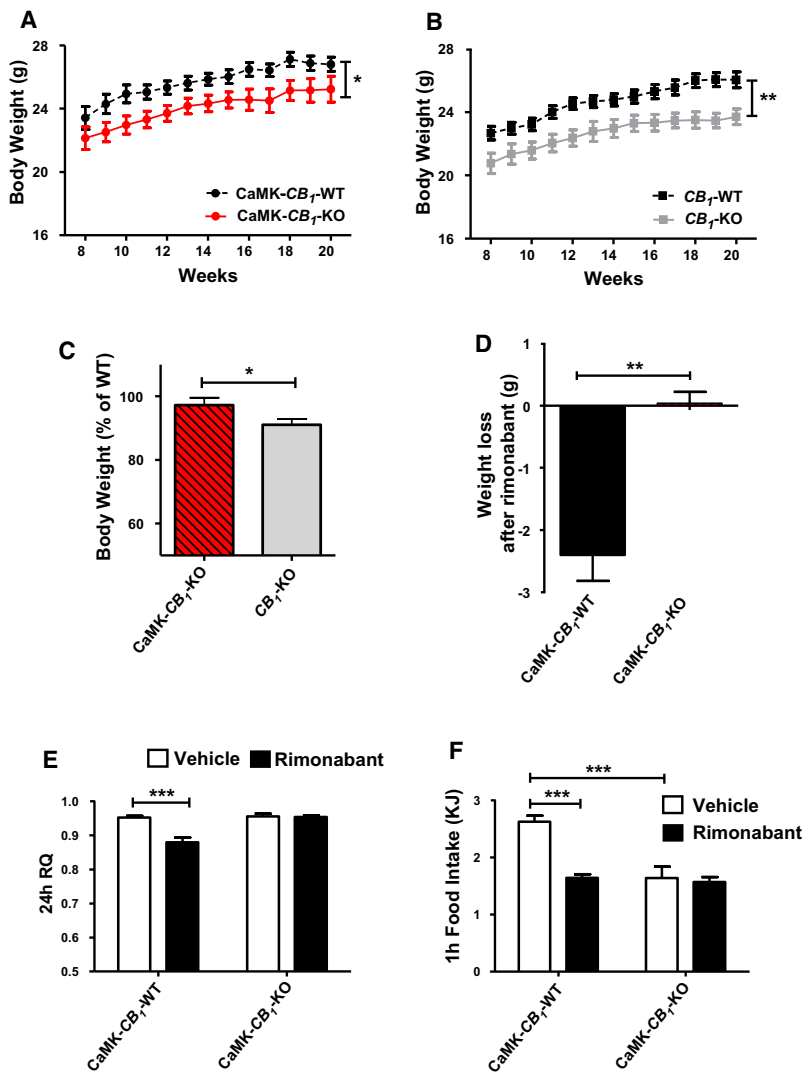 A
Body Weight (g)
28
24
20
16
8 10 12 14 16 18 20
Weeks
*
CaMK-CB1-WT
CaMK-CB1-KO
B
Body Weight (g)
28
24
20
16
8 10 12 14 16 18 20
Weeks
**
CB1-WT
CB1-KO
C
Body Weight (% of WT)
100
80
60
*
CaMK-CB1-KO
CB1-KO
D
Weight loss
after rimonabant (g)
1
0
-1
-2
-3
**
CaMK-CB1-WT
CaMK-CB1-KO
E
Vehicle Rimonabant
24h RQ
1.0
0.9
0.8
0.7
0.6
0.5
***
CaMK-CB1-WT
CaMK-CB1-KO
F
Vehicle
Rimonabant
1h Food Intake (KJ)
3
2
1
0
***
***
CaMK-CB1-WT
CaMK-CB1-KO